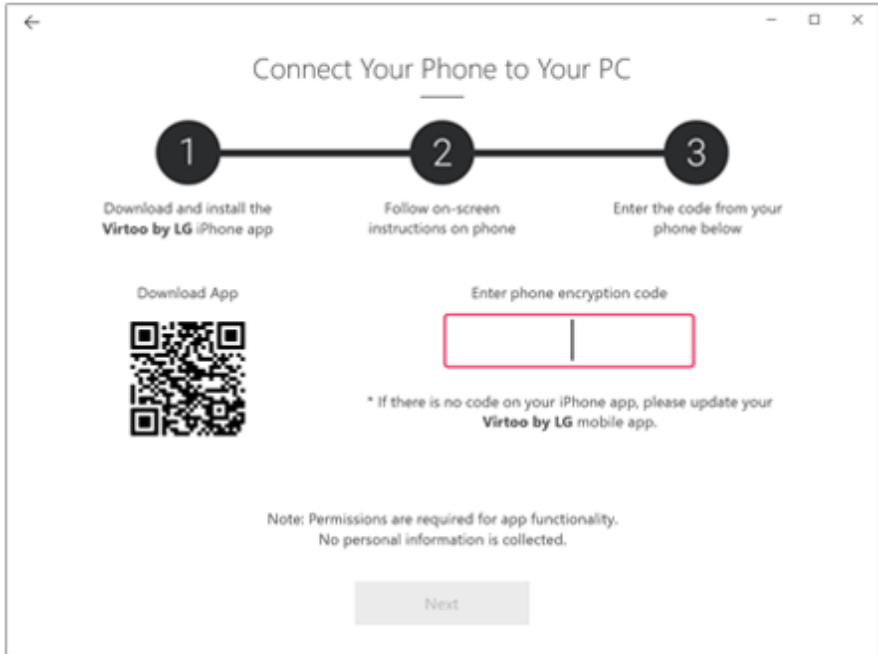 Connect Your Phone to Your PC
1
2
3
Download and install the
Virtoo by LG iPhone app
Follow on-screen
instructions on phone
Enter the code from your
phone below
Download App
Enter phone encryption code
* If there is no code on your iPhone app, please update your
Virtoo by LG mobile app.
Note: Permissions are required for app functionality.
No personal information is collected.
Next